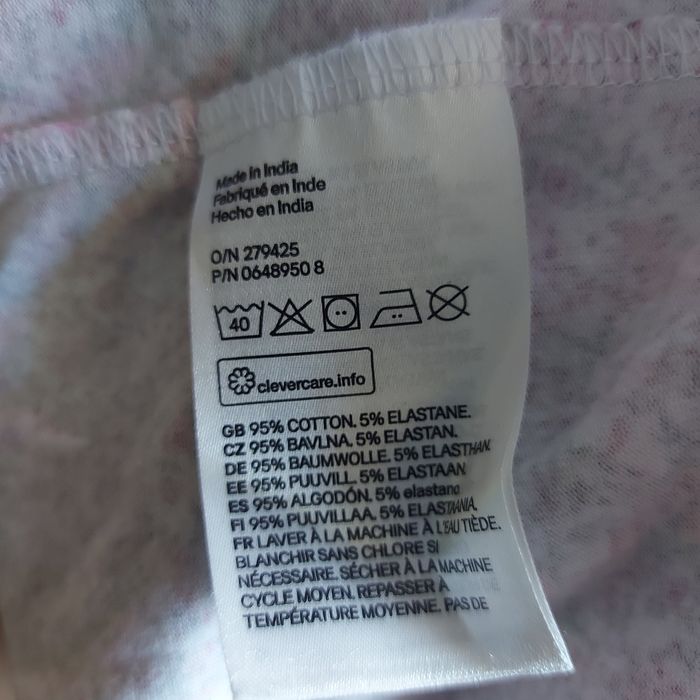 Made in India
Fabriqué en Inde
Hecho en India
O/N 279425
P/N 0648950 8
40
clevercare.info
GB 95% COTTON. 5% ELASTANE.
CZ 95% BAVLNA. 5% ELASTAN.
DE 95% BAUMWOLLE. 5% ELASTHAN.
EE 95% PUUVILL. 5% ELASTAAN
ES 95% ALGODÓN. 5% elastano
FI 95% PUUVILLAA. 5% ELASTAANIA.
FR LAVER À LA MACHINE À L'EAU TIÈDE.
BLANCHIR SANS CHLORE SI
NÉCESSAIRE. SÉCHER À LA MACHINE
CYCLE MOYEN. REPASSER À
TEMPÉRATURE MOYENNE. PAS DE